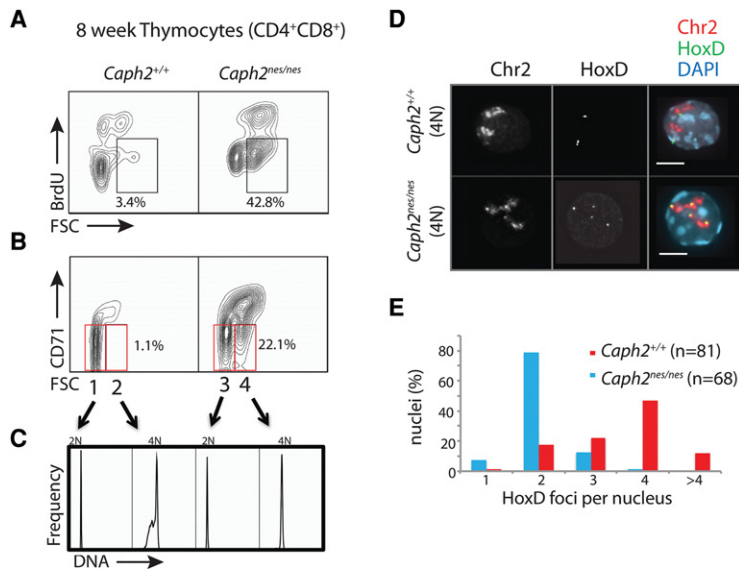 A
8 week Thymocytes (CD4+CD8+)
Caph2+/+
Caph2nes/nes
BrdU
3.4%
42.8%
FSC
B
CD71
1.1%
22.1%
FSC 1 2 3 4
C
2N 4N 2N 4N
Frequency
DNA
D
Chr2
HoxD
Chr2
HoxD
DAPI
Caph2+/+
(4N)
Caph2nes/nes
(4N)
E
80
60
40
20
0
nuclei (%)
Caph2+/+ (n=81)
Caph2nes/nes (n=68)
1 2 3 4 >4
HoxD foci per nucleus